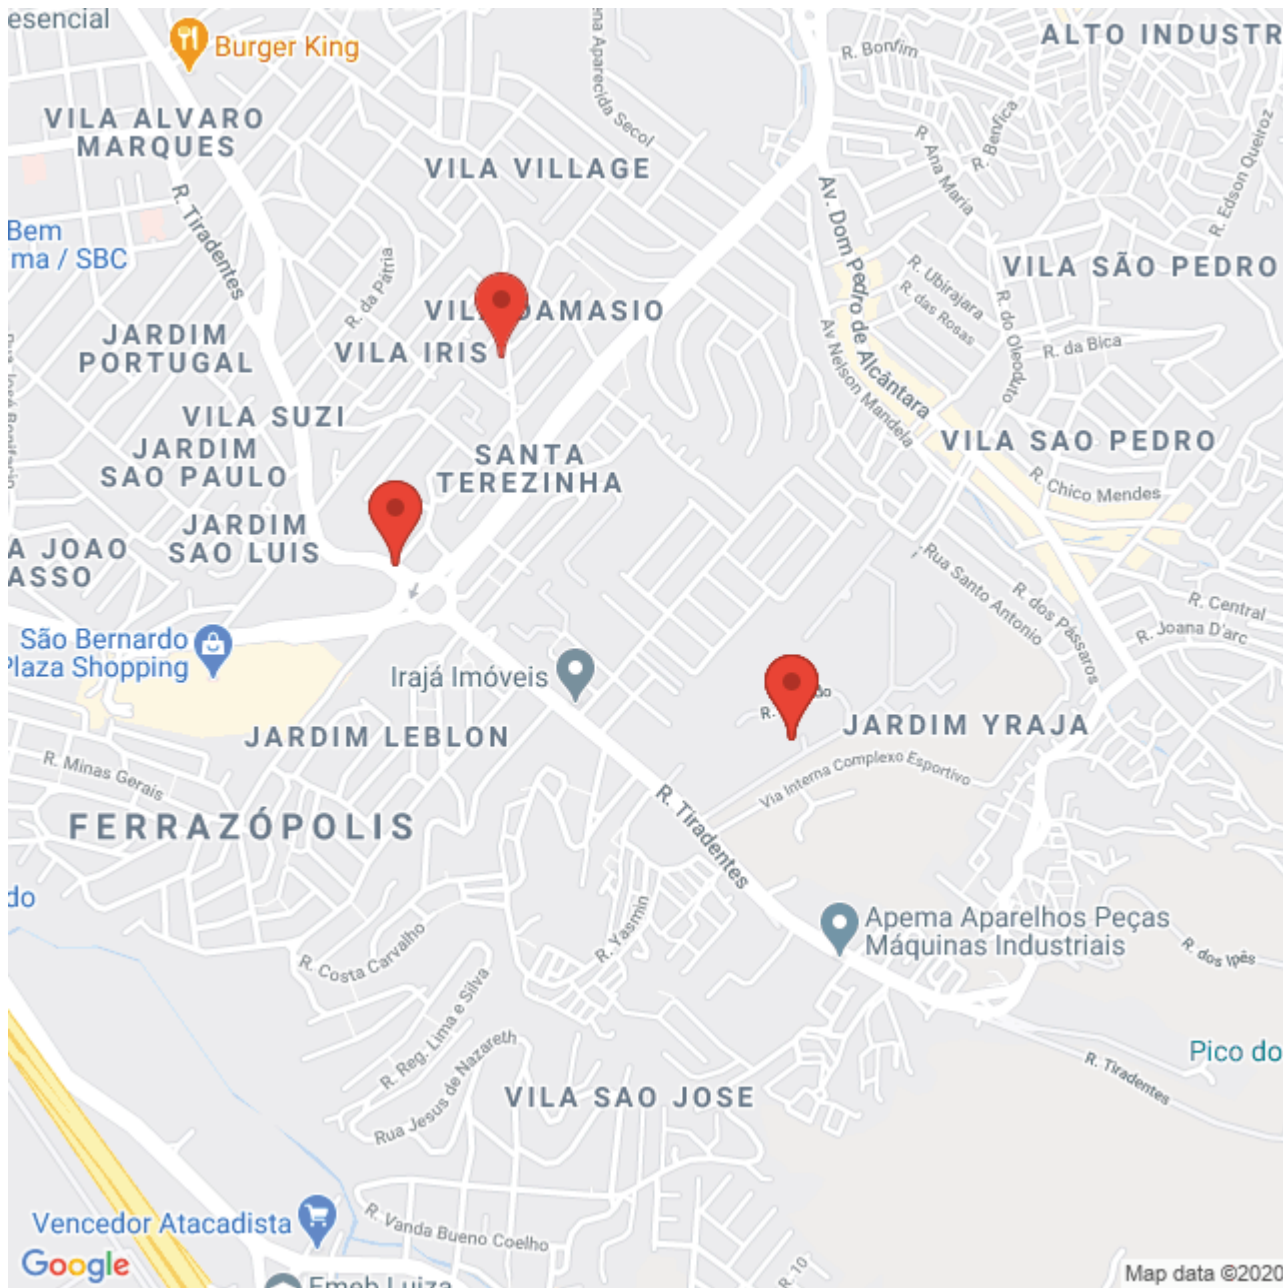 esencial
Burger King
ALTO INDUSTR
R. Bonfim
ena Aparecida Secol
VILA ALVARO
MARQUES
R. Benfica
R. Ana Maria
R. Edson Queiroz
VILA VILLAGE
R. Tiradentes
Av. Dom Pedro de Alcântara
Bem
ma / SBC
R. da Pátria
VILA SÃO PEDRO
R. Ubirajara
R. das Rosas
R. do Oleoduto
DAMASIO
JARDIM
PORTUGAL
VILA IRIS
R. da Bica
Av Nelson Mandela
VILA SUZI
JARDIM
SAO PAULO
SANTA
TEREZINHA
VILA SAO PEDRO
R. Chico Mendes
JARDIM
SAO LUIS
A JOAO
ASSO
Rua Santo Antonio
R. dos Pássaros
R. Central
R. Joana D'arc
São Bernardo
Plaza Shopping
Irajá Imóveis
R.
JARDIM YRAJA
JARDIM LEBLON
R. Minas Gerais
Via Interna Complexo Esportivo
R. Tiradentes
FERRAZÓPOLIS
do
R. Yasmin
Apema Aparelhos Peças
Máquinas Industriais
R. Costa Carvalho
R. dos Ipês
R. Reg. Lima e Silva
Rua Jesus de Nazareth
Pico do
R. Tiradentes
VILA SAO JOSE
Vencedor Atacadista
R. Vanda Bueno Coelho
Google
Emeb Luiza
R. 10
Map data ©2020